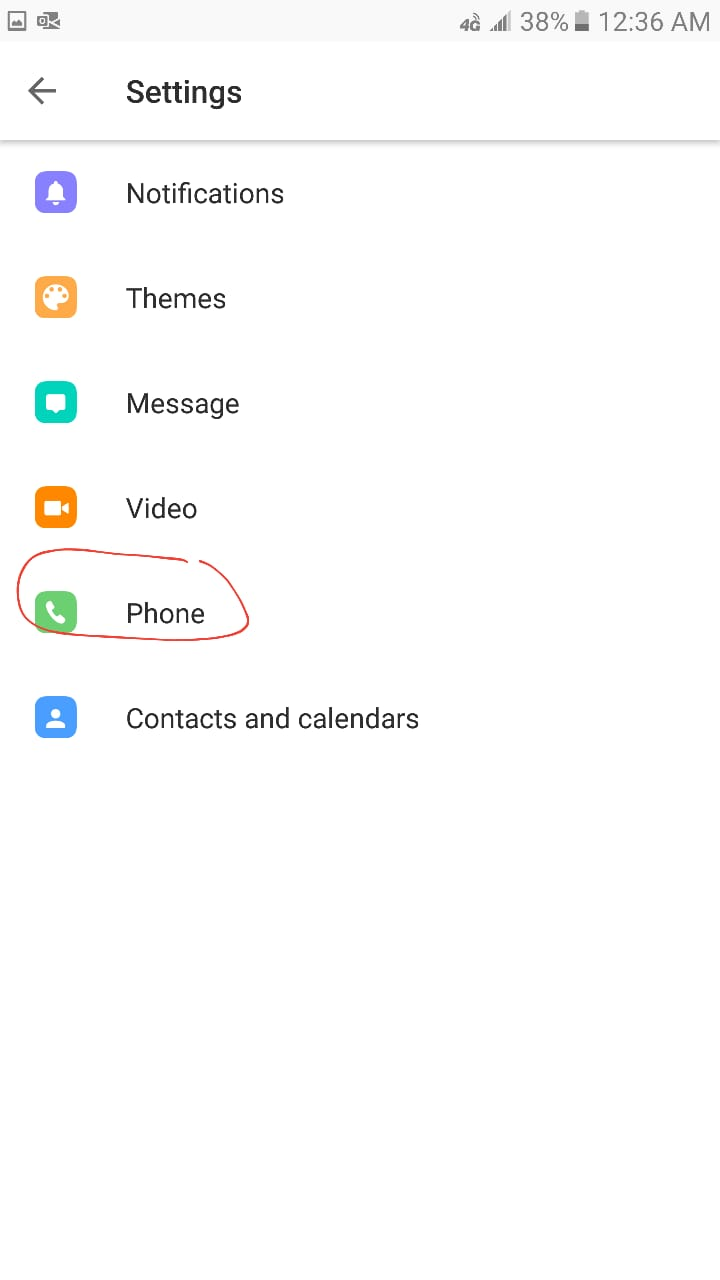 4G 38% 12:36 AM
Settings
Notifications
Themes
Message
Video
Phone
Contacts and calendars